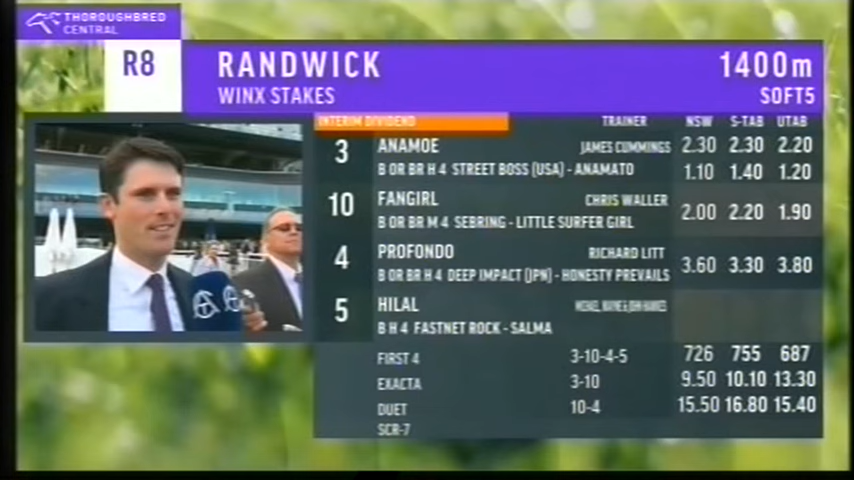 THOROUGHBRED
CENTRAL
R8
RANDWICK
1400m
WINX STAKES
SOFT5
INTERIM DIVIDEND TRAINER NSW S-TAB UTAB
3 ANAMOE JAMES CUMMINGS 2.30 2.30 2.20
B OR BR H 4 STREET BOSS (USA) - ANAMATO 1.10 1.40 1.20
10 FANGIRL CHRIS WALLER 2.00 2.20 1.90
B OR BR M 4 SEBRING - LITTLE SURFER GIRL
4 PROFONDO RICHARD LITT 3.60 3.30 3.80
B OR BR H 4 DEEP IMPACT (JPN) - HONESTY PREVAILS
5 HILAL MICHAEL, WAYNE & JOHN HAWKES
B H 4 FASTNET ROCK - SALMA
FIRST 4 3-10-4-5 726 755 687
EXACTA 3-10 9.50 10.10 13.30
DUET 10-4 15.50 16.80 15.40
SCR-7